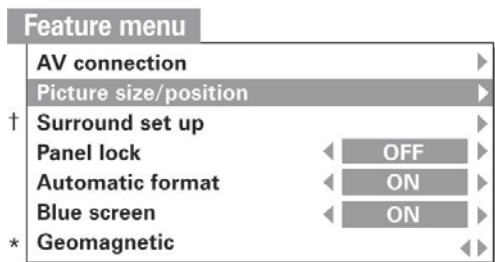 Feature menu
AV connection
Picture size/position
† Surround set up
Panel lock OFF
Automatic format ON
Blue screen ON
* Geomagnetic